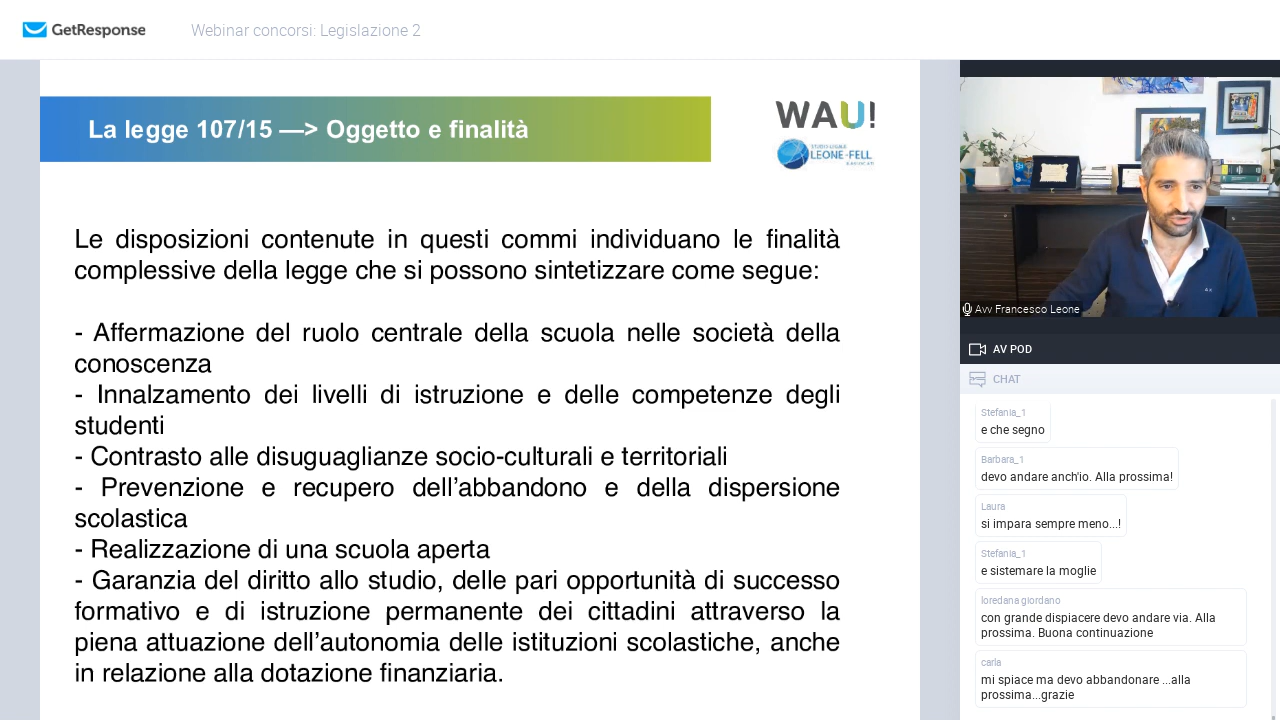 GetResponse
Webinar concorsi: Legislazione 2
La legge 107/15 —> Oggetto e finalità
WAU!
STUDIO LEGALE
LEONE-FELL
Le disposizioni contenute in questi commi individuano le finalità
complessive della legge che si possono sintetizzare come segue:
- Affermazione del ruolo centrale della scuola nelle società della
conoscenza
- Innalzamento dei livelli di istruzione e delle competenze degli
studenti
- Contrasto alle disuguaglianze socio-culturali e territoriali
- Prevenzione e recupero dell’abbandono e della dispersione
scolastica
- Realizzazione di una scuola aperta
- Garanzia del diritto allo studio, delle pari opportunità di successo
formativo e di istruzione permanente dei cittadini attraverso la
piena attuazione dell’autonomia delle istituzioni scolastiche, anche
in relazione alla dotazione finanziaria.
Avv Francesco Leone
AV POD
CHAT
Stefania_1
e che segno
Barbara_1
devo andare anch'io. Alla prossima!
Laura
si impara sempre meno...!
Stefania_1
e sistemare la moglie
loredana giordano
con grande dispiacere devo andare via. Alla
prossima. Buona continuazione
carla
mi spiace ma devo abbandonare ...alla
prossima...grazie